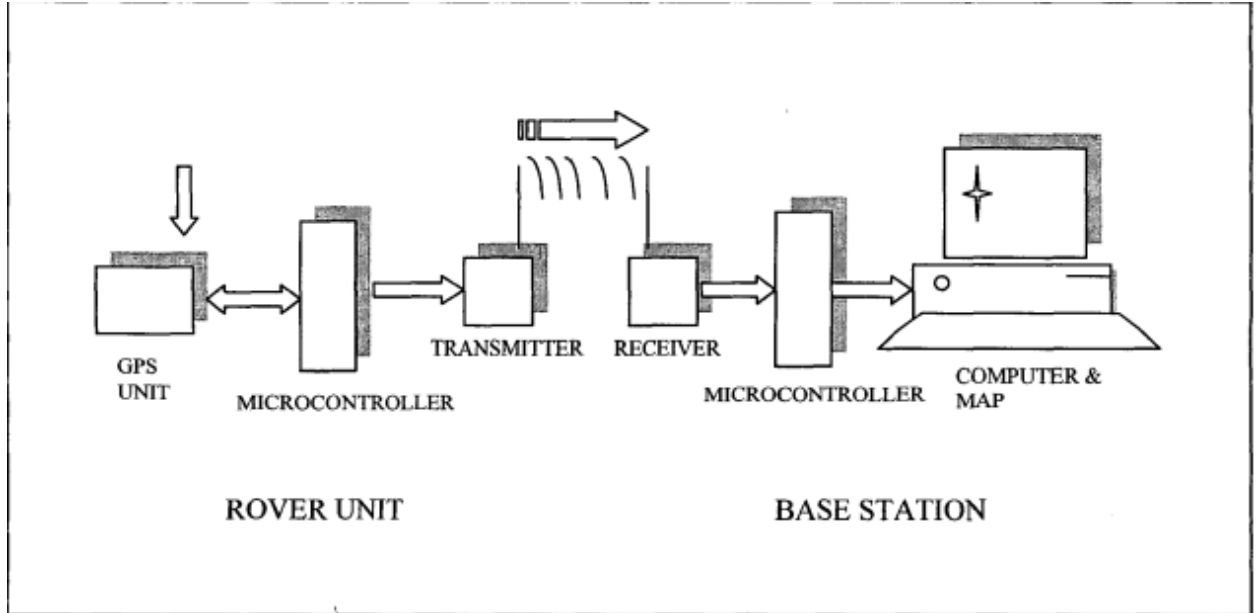 TRANSMITTER
RECEIVER
GPS
UNIT
MICROCONTROLLER
MICROCONTROLLER
COMPUTER &
MAP
ROVER UNIT
BASE STATION